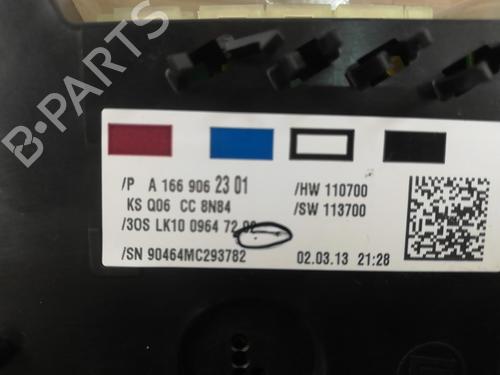 B-PARTS
/P A 166 906 23 01 /HW 110700
KS Q06 CC 8N84 /SW 113700
/3OS LK10 0964 72
/SN 90464MC293782 02.03.13 21:28